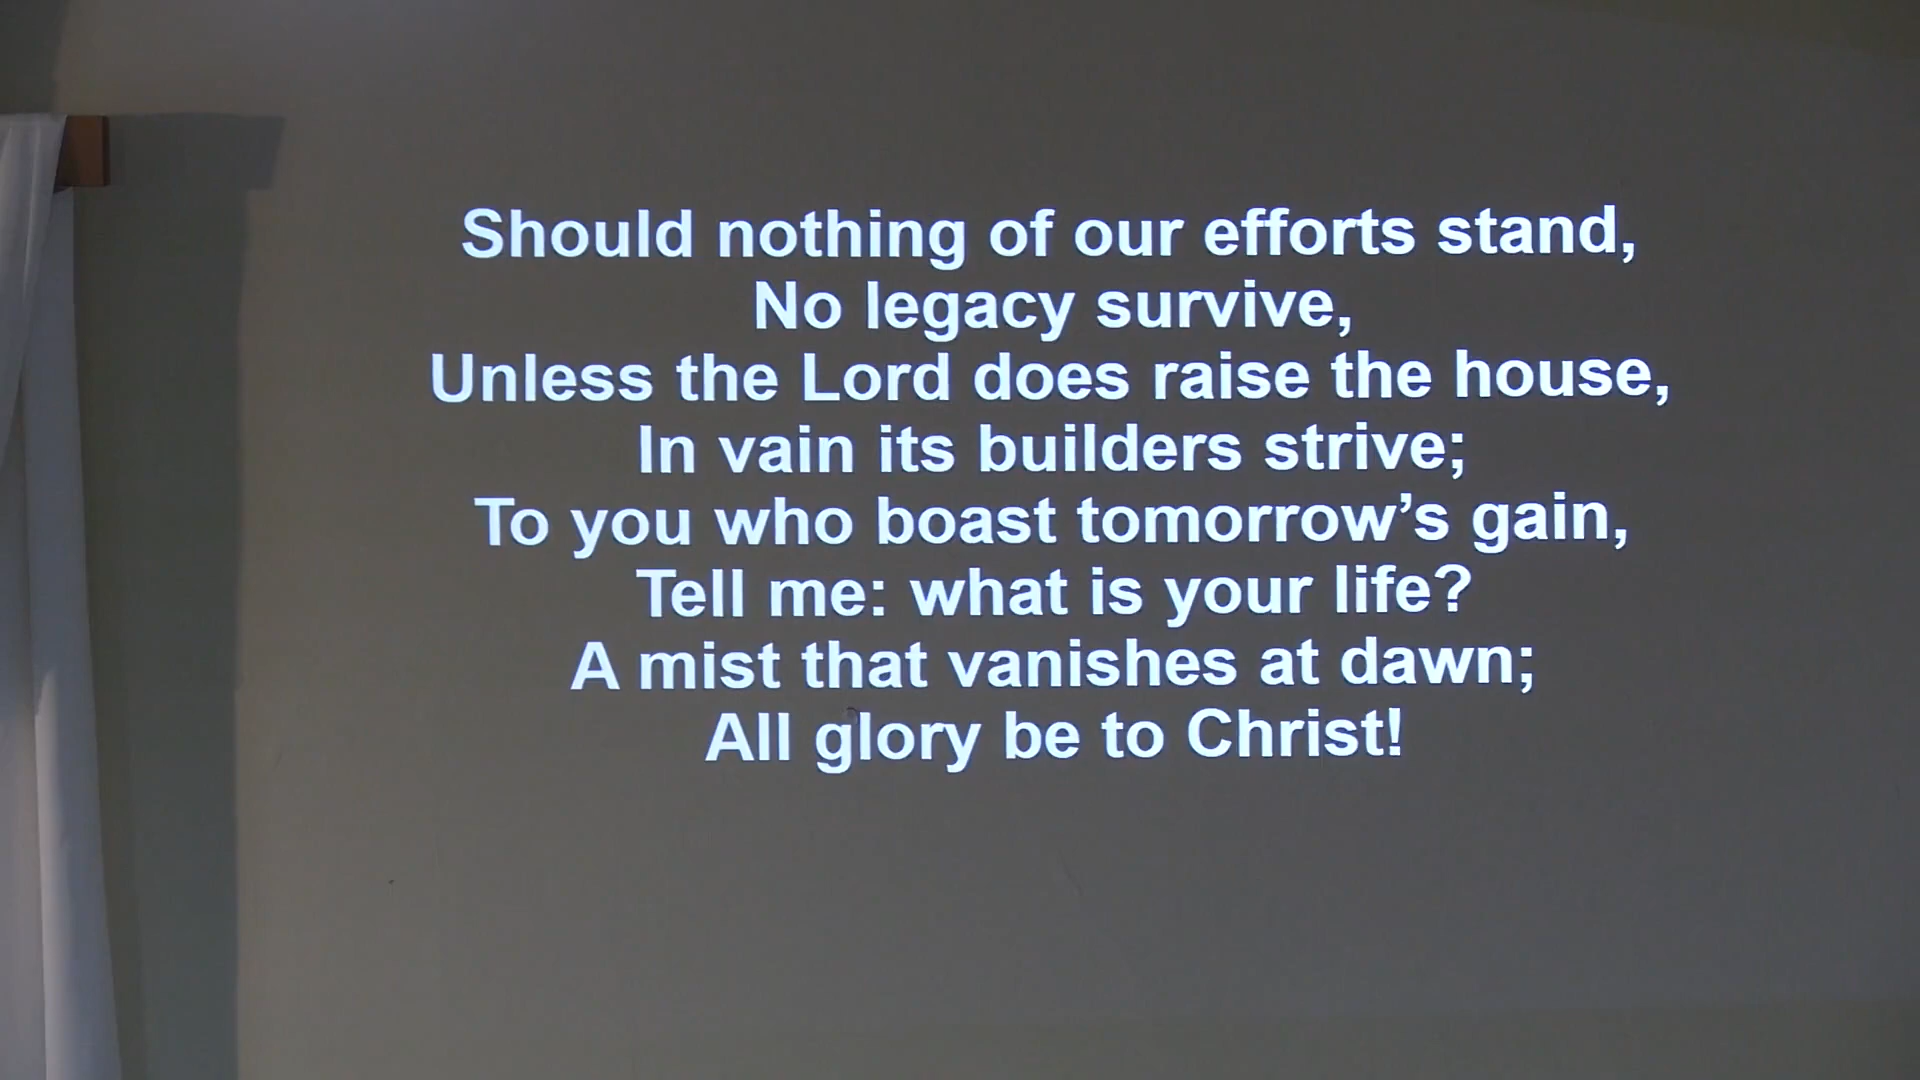 Should nothing of our efforts stand,
No legacy survive,
Unless the Lord does raise the house,
In vain its builders strive;
To you who boast tomorrow’s gain,
Tell me: what is your life?
A mist that vanishes at dawn;
All glory be to Christ!